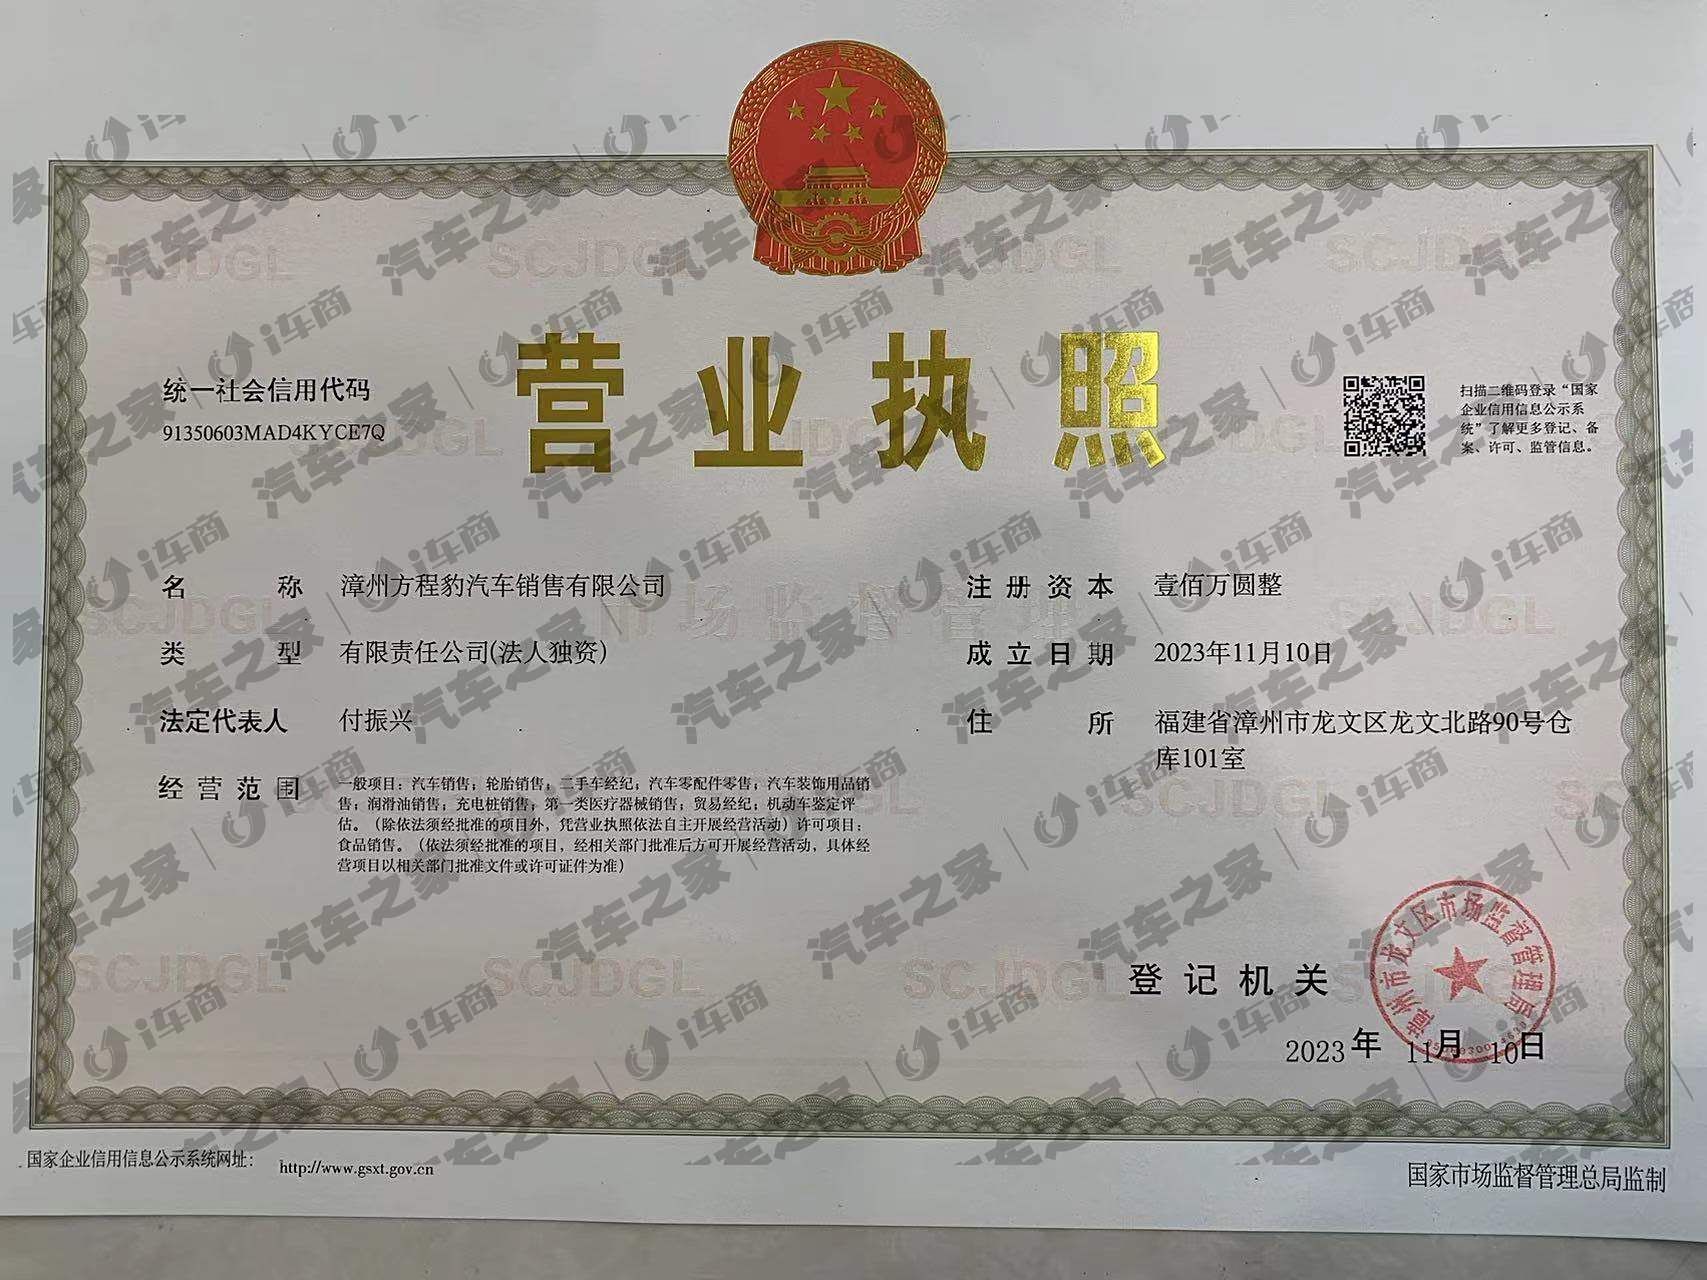 营业执照
统一社会信用代码
91350603MAD4KYCE7Q
扫描二维码登录“国家
企业信用信息公示系
统”了解更多登记、备
案、许可、监管信息。
名称 漳州方程豹汽车销售有限公司
类型 有限责任公司(法人独资)
法定代表人 付振兴
经营范围 一般项目：汽车销售；轮胎销售；二手车经纪；汽车零配件零售；汽车装饰用品销
售；润滑油销售；充电桩销售；第一类医疗器械销售；贸易经纪；机动车鉴定评
估。（除依法须经批准的项目外，凭营业执照依法自主开展经营活动）许可项目：
食品销售。（依法须经批准的项目，经相关部门批准后方可开展经营活动，具体经
营项目以相关部门批准文件或许可证件为准）
注册资本 壹佰万圆整
成立日期 2023年11月10日
住所 福建省漳州市龙文区龙文北路90号仓
库101室
登记机关
漳州市龙文区市场监督管理局
2023年11月10日
国家企业信用信息公示系统网址： http://www.gsxt.gov.cn
国家市场监督管理总局监制
SCJDGL
市场监督管理
汽车之家
i车商